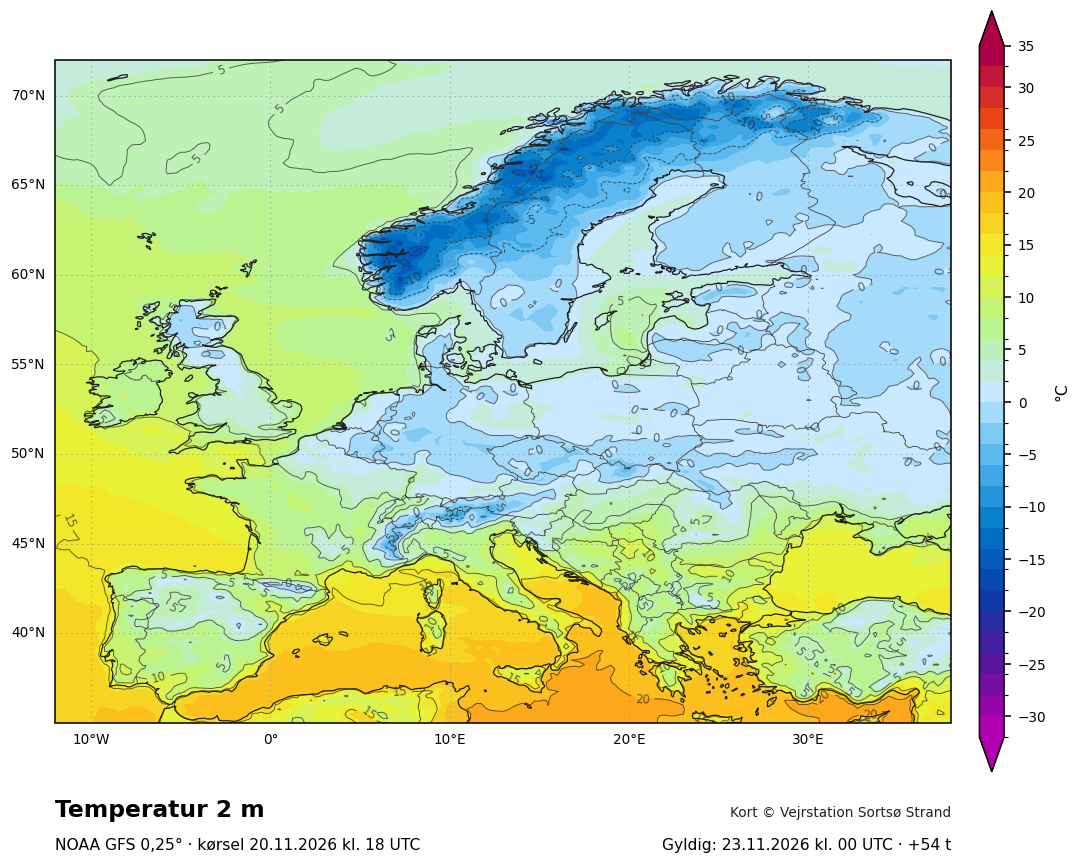 70°N
65°N
60°N
55°N
50°N
45°N
40°N
10°W 0° 10°E 20°E 30°E
35
30
25
20
15
10
5
0
−5
−10
−15
−20
−25
−30
°C
Temperatur 2 m
Kort © Vejrstation Sortsø Strand
NOAA GFS 0,25° · kørsel 20.11.2026 kl. 18 UTC
Gyldig: 23.11.2026 kl. 00 UTC · +54 t